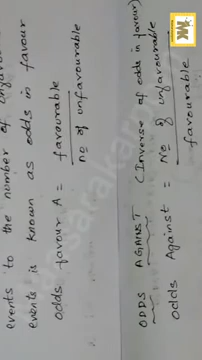 events to the number of unfavou
events is known as odds in favour
odds favour A = favourable
No of unfavourable
ODDS AGAINST (Inverse of odds in favour)
Odds Against = No of unfavourable
favourable